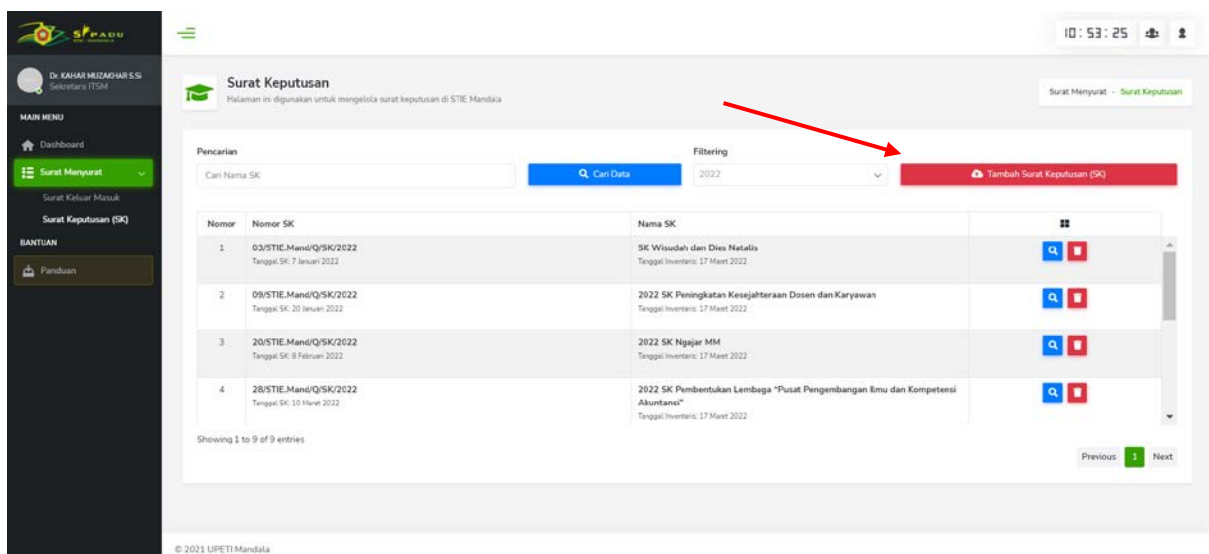 SIPADU
10:53:25
Dr. KAHAR MUZAKHAR S.Si
Sekretaris ITSM
Surat Keputusan
Halaman ini digunakan untuk mengelola surat keputusan di STIE Mandala
Surat Menyurat - Surat Keputusan
MAIN MENU
Dashboard
Surat Menyurat
Surat Keluar Masuk
Surat Keputusan (SK)
BANTUAN
Panduan
Pencarian
Filtering
Cari Nama SK
Cari Data
2022
Tambah Surat Keputusan (SK)
Nomor Nomor SK Nama SK
1 03/STIE.Mand/Q/SK/2022 SK Wisudah dan Dies Natalis
Tanggal SK: 7 Januari 2022 Tanggal Inventaris: 17 Maret 2022
2 09/STIE.Mand/Q/SK/2022 2022 SK Peningkatan Kesejahteraan Dosen dan Karyawan
Tanggal SK: 20 Januari 2022 Tanggal Inventaris: 17 Maret 2022
3 20/STIE.Mand/Q/SK/2022 2022 SK Ngajar MM
Tanggal SK: 8 Februari 2022 Tanggal Inventaris: 17 Maret 2022
4 28/STIE.Mand/Q/SK/2022 2022 SK Pembentukan Lembaga "Pusat Pengembangan Ilmu dan Kompetensi
Tanggal SK: 10 Maret 2022 Akuntansi"
Tanggal Inventaris: 17 Maret 2022
Showing 1 to 9 of 9 entries
Previous 1 Next
© 2021 UPETI Mandala